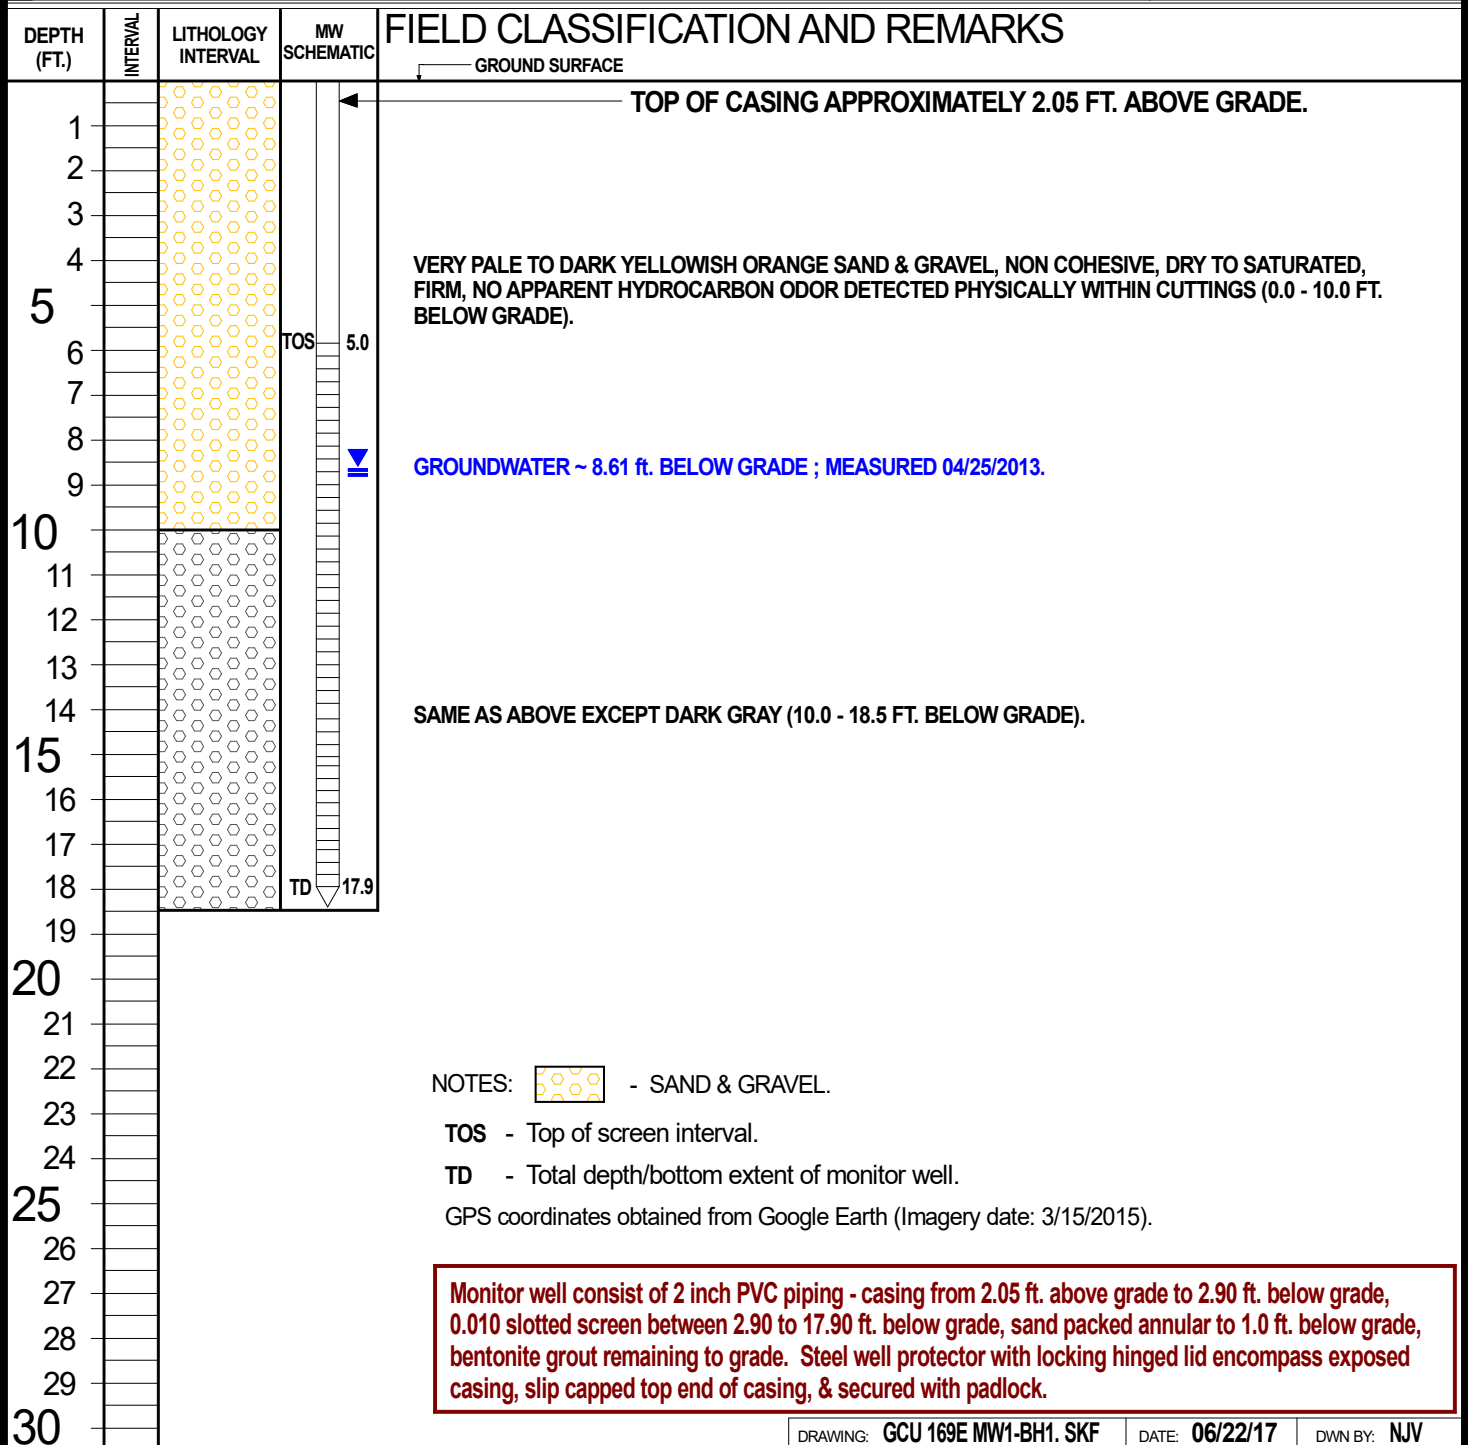 DEPTH (FT.)
INTERVAL
LITHOLOGY INTERVAL
MW SCHEMATIC
FIELD CLASSIFICATION AND REMARKS
GROUND SURFACE
TOP OF CASING APPROXIMATELY 2.05 FT. ABOVE GRADE.
1
2
3
4
VERY PALE TO DARK YELLOWISH ORANGE SAND & GRAVEL, NON COHESIVE, DRY TO SATURATED,
FIRM, NO APPARENT HYDROCARBON ODOR DETECTED PHYSICALLY WITHIN CUTTINGS (0.0 - 10.0 FT.
BELOW GRADE).
5
TOS 5.0
6
7
8
GROUNDWATER ~ 8.61 ft. BELOW GRADE ; MEASURED 04/25/2013.
9
10
11
12
13
14
SAME AS ABOVE EXCEPT DARK GRAY (10.0 - 18.5 FT. BELOW GRADE).
15
16
17
18
TD 17.9
19
20
21
22
23
24
25
26
27
28
29
30
NOTES: - SAND & GRAVEL.
TOS - Top of screen interval.
TD - Total depth/bottom extent of monitor well.
GPS coordinates obtained from Google Earth (Imagery date: 3/15/2015).
Monitor well consist of 2 inch PVC piping - casing from 2.05 ft. above grade to 2.90 ft. below grade,
0.010 slotted screen between 2.90 to 17.90 ft. below grade, sand packed annular to 1.0 ft. below grade,
bentonite grout remaining to grade. Steel well protector with locking hinged lid encompass exposed
casing, slip capped top end of casing, & secured with padlock.
DRAWING: GCU 169E MW1-BH1. SKF DATE: 06/22/17 DWN BY: NJV